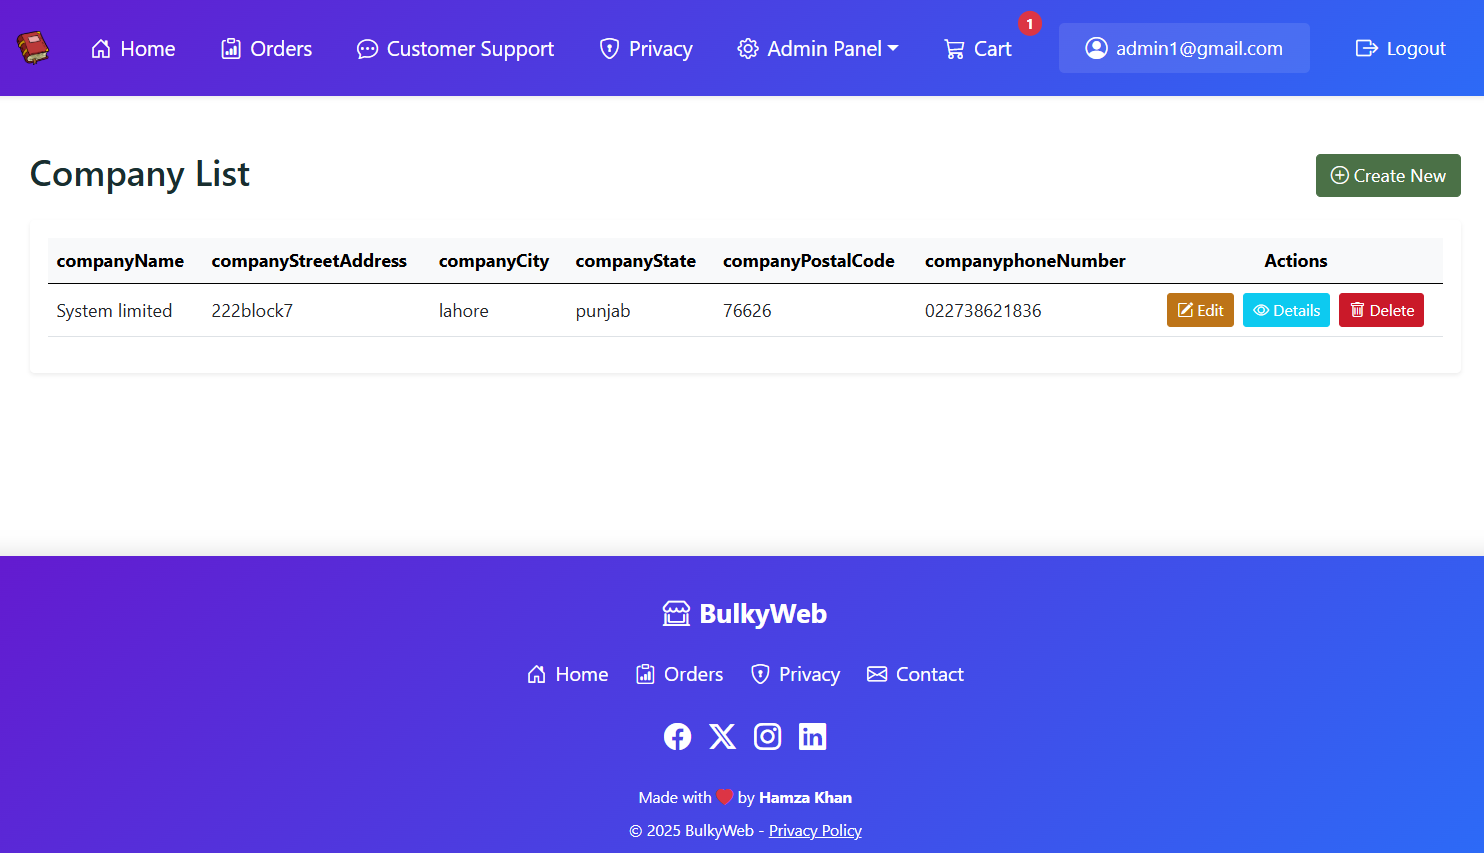 Home Orders Customer Support Privacy Admin Panel Cart 1 admin1@gmail.com Logout
Company List
Create New
companyName companyStreetAddress companyCity companyState companyPostalCode companyphoneNumber Actions
System limited 222block7 lahore punjab 76626 022738621836 Edit Details Delete
BulkyWeb
Home Orders Privacy Contact
Made with ❤️ by Hamza Khan
© 2025 BulkyWeb - Privacy Policy